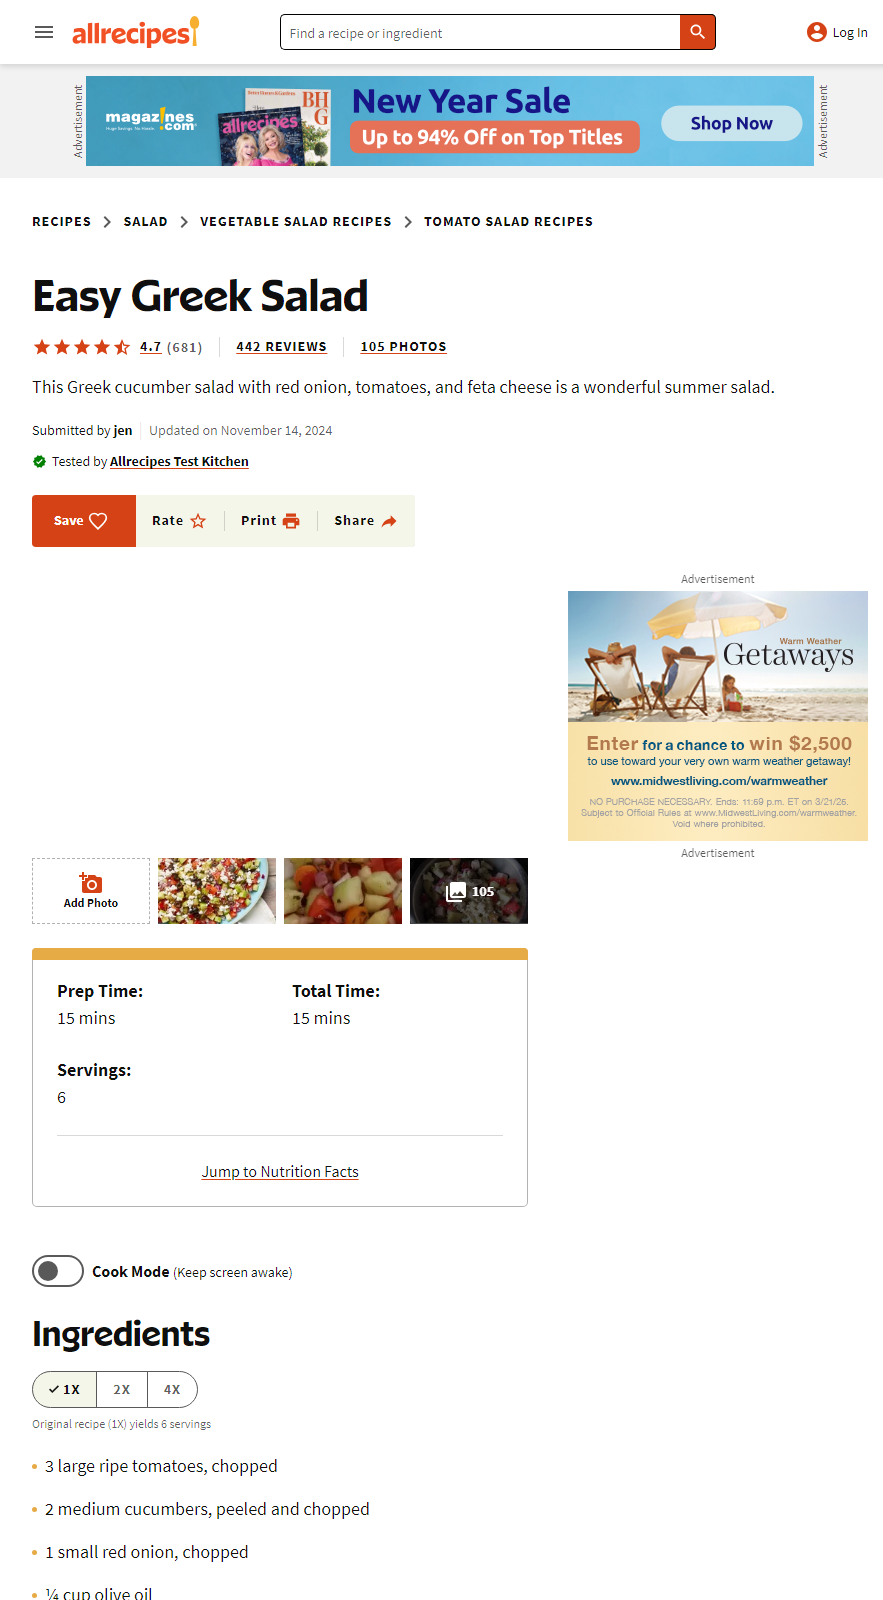 allrecipes
Find a recipe or ingredient
Log In
Advertisement
magaz!nes.com
Huge Savings. No Hassle.
BHG
allrecipes
New Year Sale
Up to 94% Off on Top Titles
Shop Now
Advertisement
RECIPES > SALAD > VEGETABLE SALAD RECIPES > TOMATO SALAD RECIPES
Easy Greek Salad
4.7 (681) 442 REVIEWS 105 PHOTOS
This Greek cucumber salad with red onion, tomatoes, and feta cheese is a wonderful summer salad.
Submitted by jen Updated on November 14, 2024
Tested by Allrecipes Test Kitchen
Save Rate Print Share
Advertisement
Warm Weather
Getaways
Enter for a chance to win $2,500
to use toward your very own warm weather getaway!
www.midwestliving.com/warmweather
NO PURCHASE NECESSARY. Ends: 11:59 p.m. ET on 3/21/25.
Subject to Official Rules at www.MidwestLiving.com/warmweather.
Void where prohibited.
Advertisement
Add Photo
105
Prep Time: Total Time:
15 mins 15 mins
Servings:
6
Jump to Nutrition Facts
Cook Mode (Keep screen awake)
Ingredients
1X 2X 4X
Original recipe (1X) yields 6 servings
3 large ripe tomatoes, chopped
2 medium cucumbers, peeled and chopped
1 small red onion, chopped
¼ cup olive oil